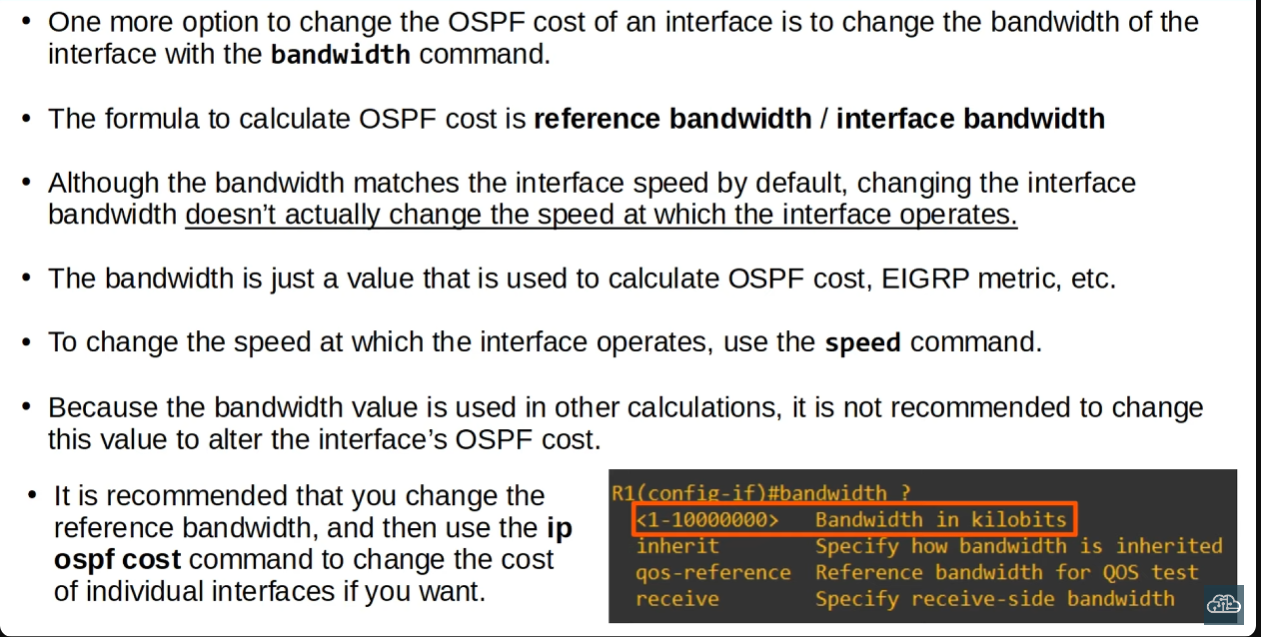 • One more option to change the OSPF cost of an interface is to change the bandwidth of the
interface with the bandwidth command.
• The formula to calculate OSPF cost is reference bandwidth / interface bandwidth
• Although the bandwidth matches the interface speed by default, changing the interface
bandwidth doesn't actually change the speed at which the interface operates.
• The bandwidth is just a value that is used to calculate OSPF cost, EIGRP metric, etc.
• To change the speed at which the interface operates, use the speed command.
• Because the bandwidth value is used in other calculations, it is not recommended to change
this value to alter the interface's OSPF cost.
• It is recommended that you change the
reference bandwidth, and then use the ip
ospf cost command to change the cost
of individual interfaces if you want.
R1(config-if)#bandwidth ?
<1-10000000> Bandwidth in kilobits
inherit Specify how bandwidth is inherited
qos-reference Reference bandwidth for QOS test
receive Specify receive-side bandwidth